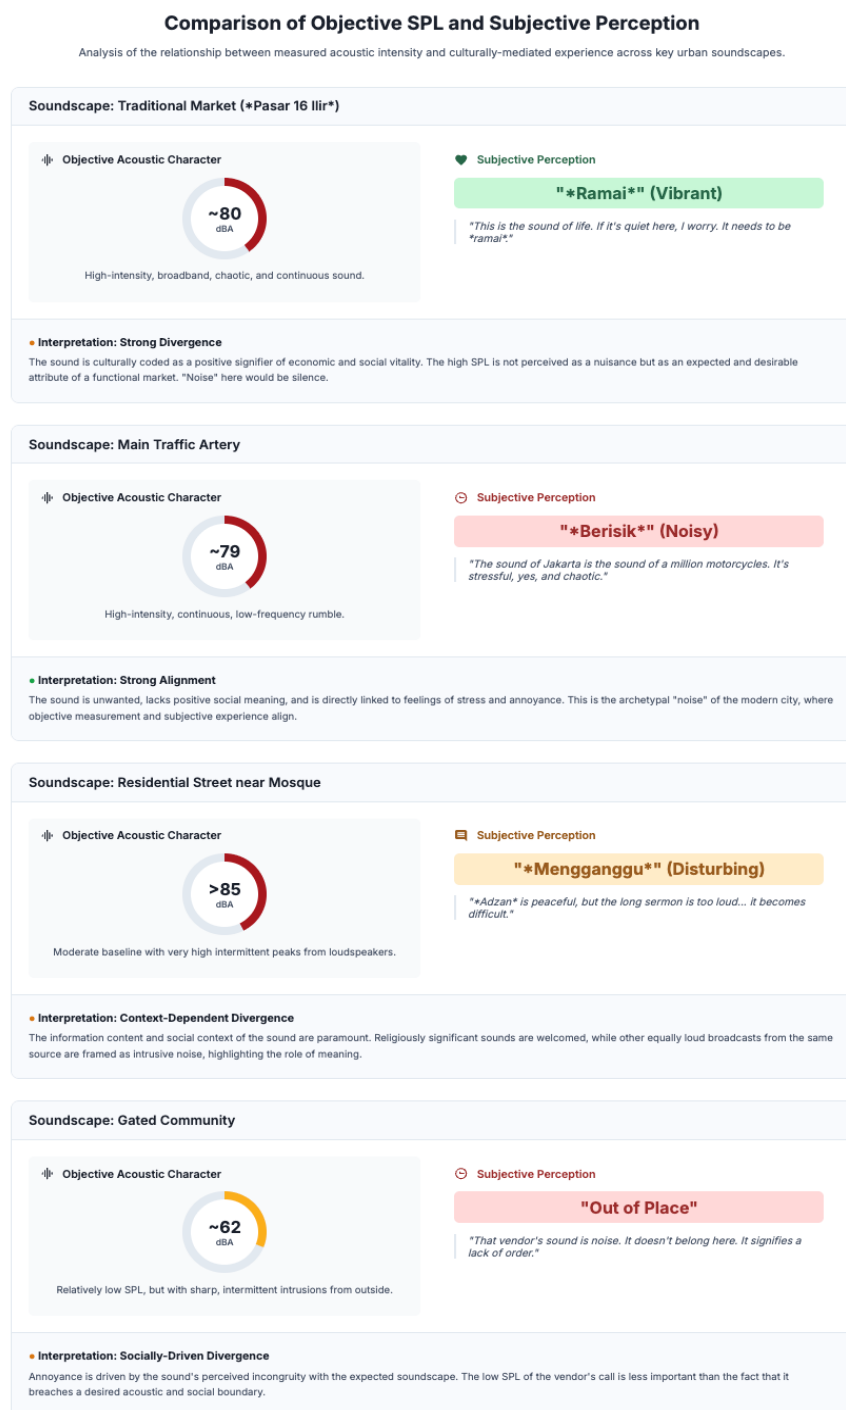 Comparison of Objective SPL and Subjective Perception
Analysis of the relationship between measured acoustic intensity and culturally-mediated experience across key urban soundscapes.
Soundscape: Traditional Market (*Pasar 16 Ilir*)
Objective Acoustic Character
~80
dBA
High-intensity, broadband, chaotic, and continuous sound.
Subjective Perception
"*Ramai*" (Vibrant)
"This is the sound of life. If it's quiet here, I worry. It needs to be
*ramai*."
Interpretation: Strong Divergence
The sound is culturally coded as a positive signifier of economic and social vitality. The high SPL is not perceived as a nuisance but as an expected and desirable
attribute of a functional market. "Noise" here would be silence.
Soundscape: Main Traffic Artery
Objective Acoustic Character
~79
dBA
High-intensity, continuous, low-frequency rumble.
Subjective Perception
"*Berisik*" (Noisy)
"The sound of Jakarta is the sound of a million motorcycles. It's
stressful, yes, and chaotic."
Interpretation: Strong Alignment
The sound is unwanted, lacks positive social meaning, and is directly linked to feelings of stress and annoyance. This is the archetypal "noise" of the modern city, where
objective measurement and subjective experience align.
Soundscape: Residential Street near Mosque
Objective Acoustic Character
>85
dBA
Moderate baseline with very high intermittent peaks from loudspeakers.
Subjective Perception
"*Mengganggu*" (Disturbing)
"*Adzan* is peaceful, but the long sermon is too loud... it becomes
difficult."
Interpretation: Context-Dependent Divergence
The information content and social context of the sound are paramount. Religiously significant sounds are welcomed, while other equally loud broadcasts from the same
source are framed as intrusive noise, highlighting the role of meaning.
Soundscape: Gated Community
Objective Acoustic Character
~62
dBA
Relatively low SPL, but with sharp, intermittent intrusions from outside.
Subjective Perception
"Out of Place"
"That vendor's sound is noise. It doesn't belong here. It signifies a
lack of order."
Interpretation: Socially-Driven Divergence
Annoyance is driven by the sound's perceived incongruity with the expected soundscape. The low SPL of the vendor's call is less important than the fact that it
breaches a desired acoustic and social boundary.